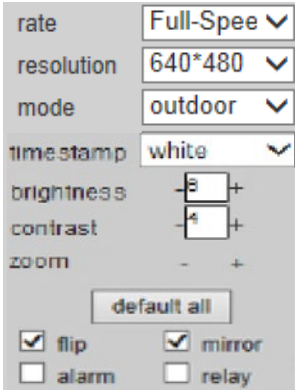 rate Full-Spee
resolution 640*480
mode outdoor
timestamp white
brightness - 8 +
contrast - 4 +
zoom - +
default all
flip mirror
alarm relay